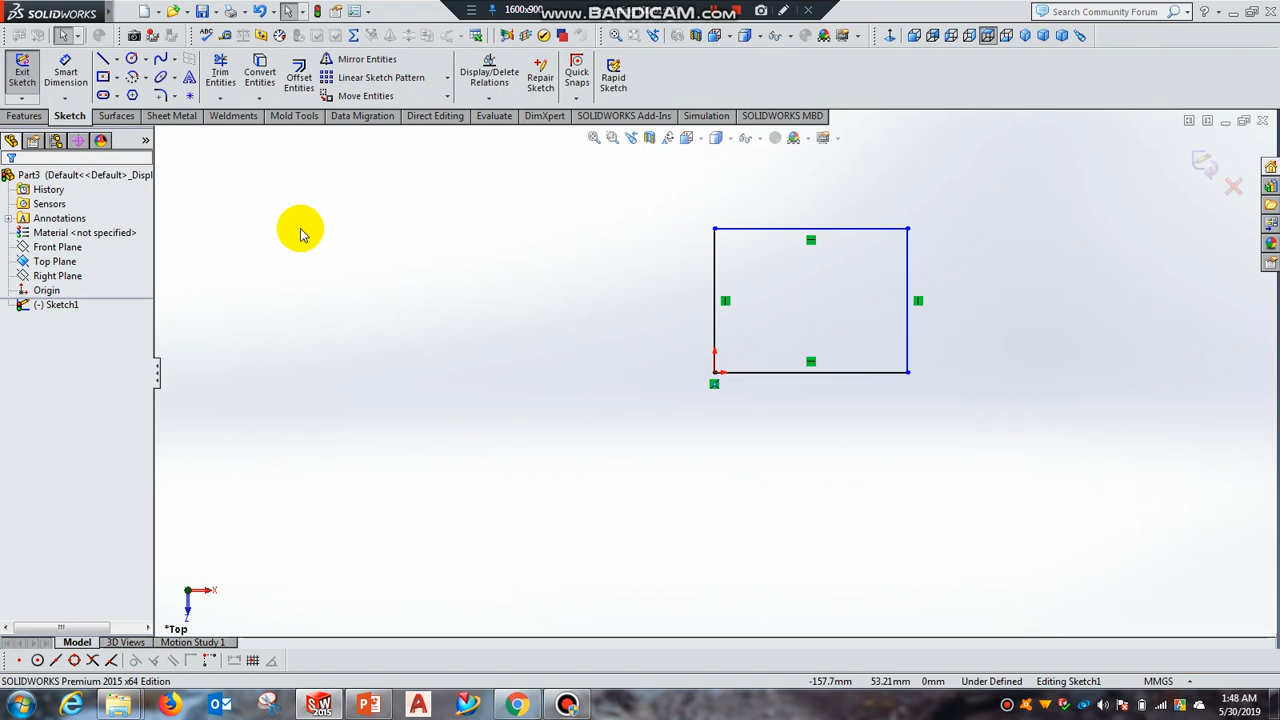 SOLIDWORKS
1600x900
www.BANDICAM.com
Search Community Forum
Exit Sketch
Smart Dimension
Trim Entities
Convert Entities
Offset Entities
Mirror Entities
Linear Sketch Pattern
Move Entities
Display/Delete Relations
Repair Sketch
Quick Snaps
Rapid Sketch
Features Sketch Surfaces Sheet Metal Weldments Mold Tools Data Migration Direct Editing Evaluate DimXpert SOLIDWORKS Add-Ins Simulation SOLIDWORKS MBD
Part3 (Default<<Default>_Displ
History
Sensors
Annotations
Material <not specified>
Front Plane
Top Plane
Right Plane
Origin
(-) Sketch1
X
Z
*Top
Model 3D Views Motion Study 1
SOLIDWORKS Premium 2015 x64 Edition
-157.7mm 53.21mm 0mm Under Defined Editing Sketch1 MMGS
SW 2015
1:48 AM
5/30/2019